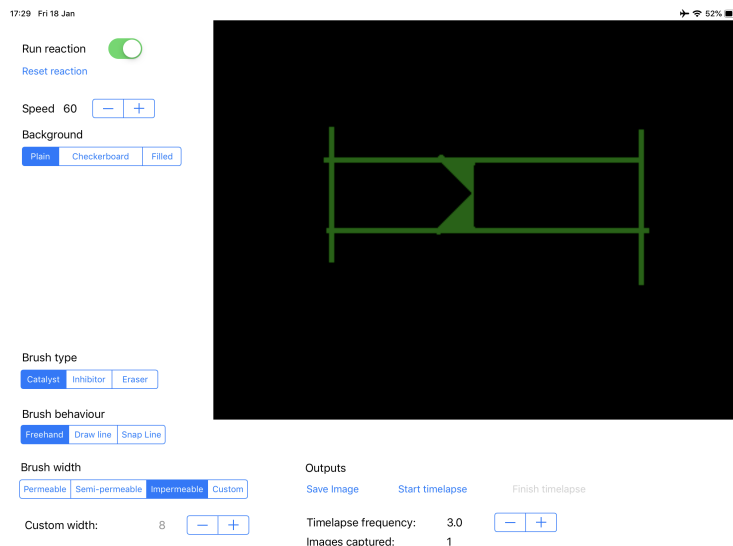 17:29 Fri 18 Jan 52%
Run reaction
Reset reaction
Speed 60 − +
Background
Plain Checkerboard Filled
Brush type
Catalyst Inhibitor Eraser
Brush behaviour
Freehand Draw line Snap Line
Brush width
Permeable Semi-permeable Impermeable Custom
Custom width: 8 − +
Outputs
Save Image Start timelapse Finish timelapse
Timelapse frequency: 3.0 − +
Images captured: 1